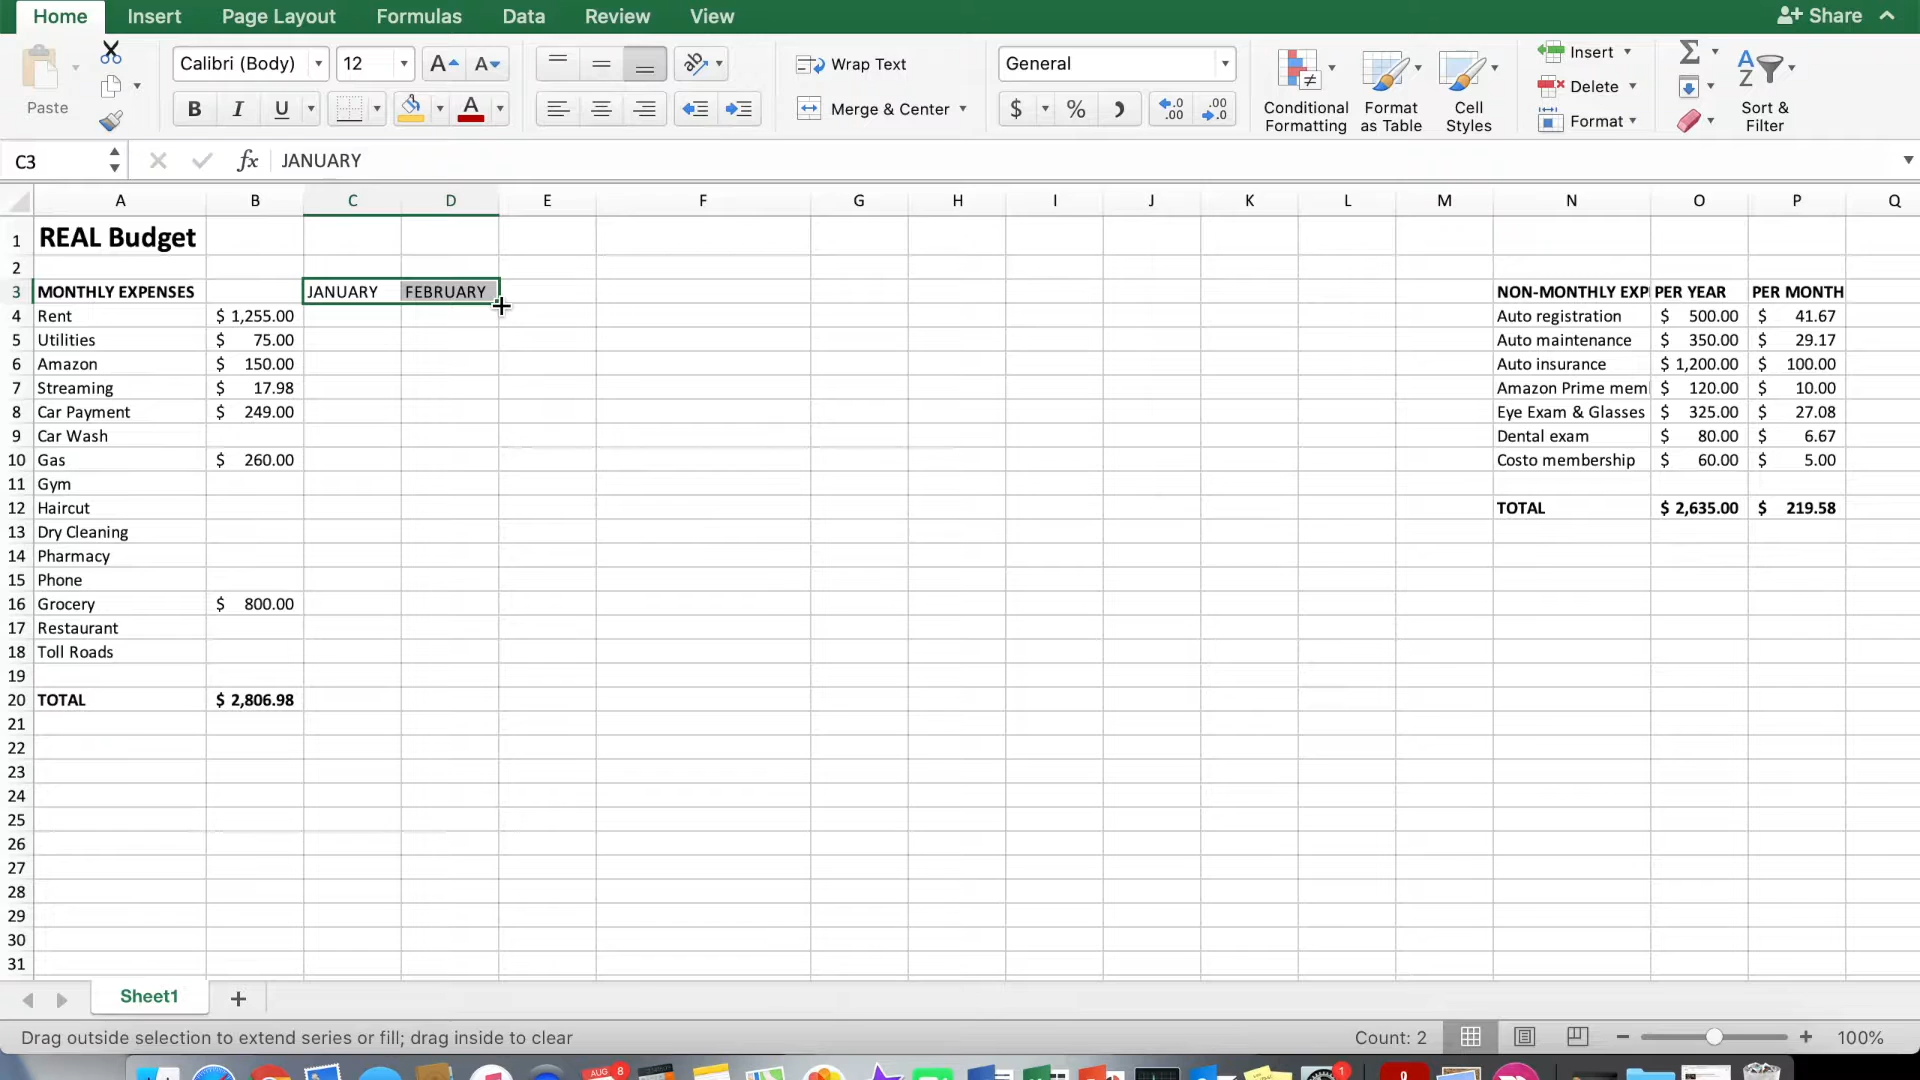 Home Insert Page Layout Formulas Data Review View Share
Paste Calibri (Body) 12 A A Wrap Text General Insert
B I U A Merge & Center $ % .0 .00 .00 .0 Conditional Formatting Format as Table Cell Styles Delete Format Sort & Filter
C3 fx JANUARY
A B C D E F G H I J K L M N O P Q
1 REAL Budget
2
3 MONTHLY EXPENSES JANUARY FEBRUARY NON-MONTHLY EXP PER YEAR PER MONTH
4 Rent $ 1,255.00 Auto registration $ 500.00 $ 41.67
5 Utilities $ 75.00 Auto maintenance $ 350.00 $ 29.17
6 Amazon $ 150.00 Auto insurance $ 1,200.00 $ 100.00
7 Streaming $ 17.98 Amazon Prime mem $ 120.00 $ 10.00
8 Car Payment $ 249.00 Eye Exam & Glasses $ 325.00 $ 27.08
9 Car Wash Dental exam $ 80.00 $ 6.67
10 Gas $ 260.00 Costo membership $ 60.00 $ 5.00
11 Gym
12 Haircut TOTAL $ 2,635.00 $ 219.58
13 Dry Cleaning
14 Pharmacy
15 Phone
16 Grocery $ 800.00
17 Restaurant
18 Toll Roads
19
20 TOTAL $ 2,806.98
21
22
23
24
25
26
27
28
29
30
31
Sheet1
Drag outside selection to extend series or fill; drag inside to clear Count: 2 100%
AUG 8 1